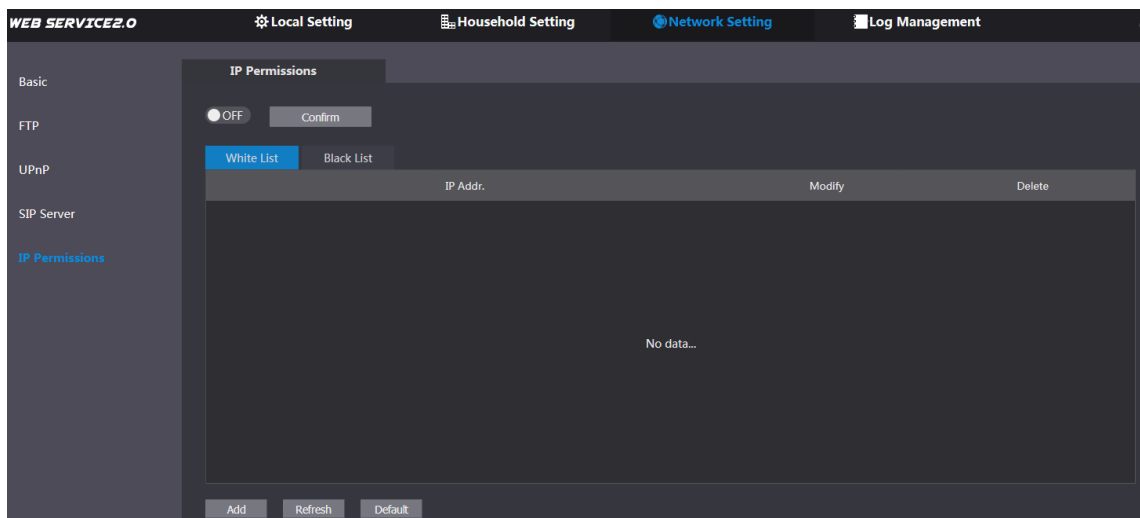 WEB SERVICE2.0 Local Setting Household Setting Network Setting Log Management
Basic
FTP
UPnP
SIP Server
IP Permissions
IP Permissions
OFF Confirm
White List Black List
IP Addr. Modify Delete
No data...
Add Refresh Default